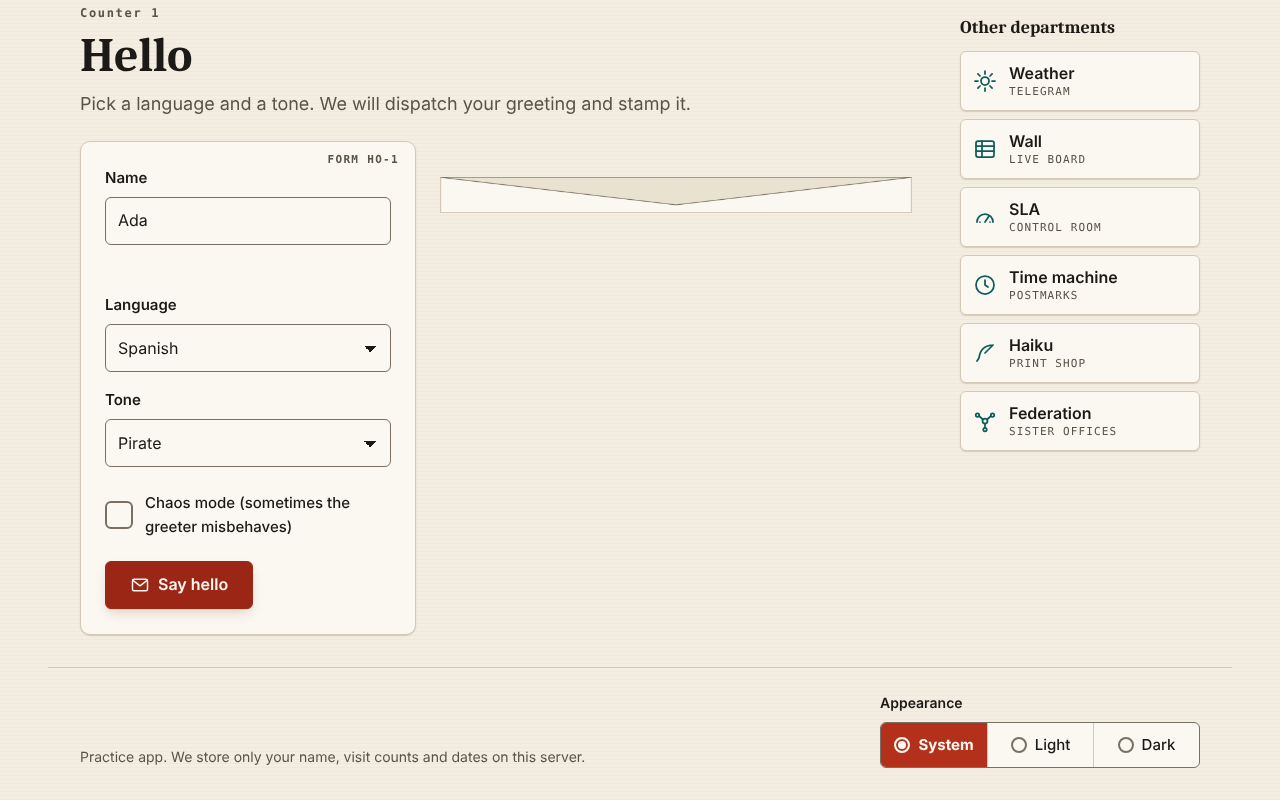 Counter 1
Hello
Pick a language and a tone. We will dispatch your greeting and stamp it.
FORM HO-1
Name
Ada
Language
Spanish
Tone
Pirate
Chaos mode (sometimes the
greeter misbehaves)
Say hello
Other departments
Weather
TELEGRAM
Wall
LIVE BOARD
SLA
CONTROL ROOM
Time machine
POSTMARKS
Haiku
PRINT SHOP
Federation
SISTER OFFICES
Practice app. We store only your name, visit counts and dates on this server.
Appearance
System
Light
Dark